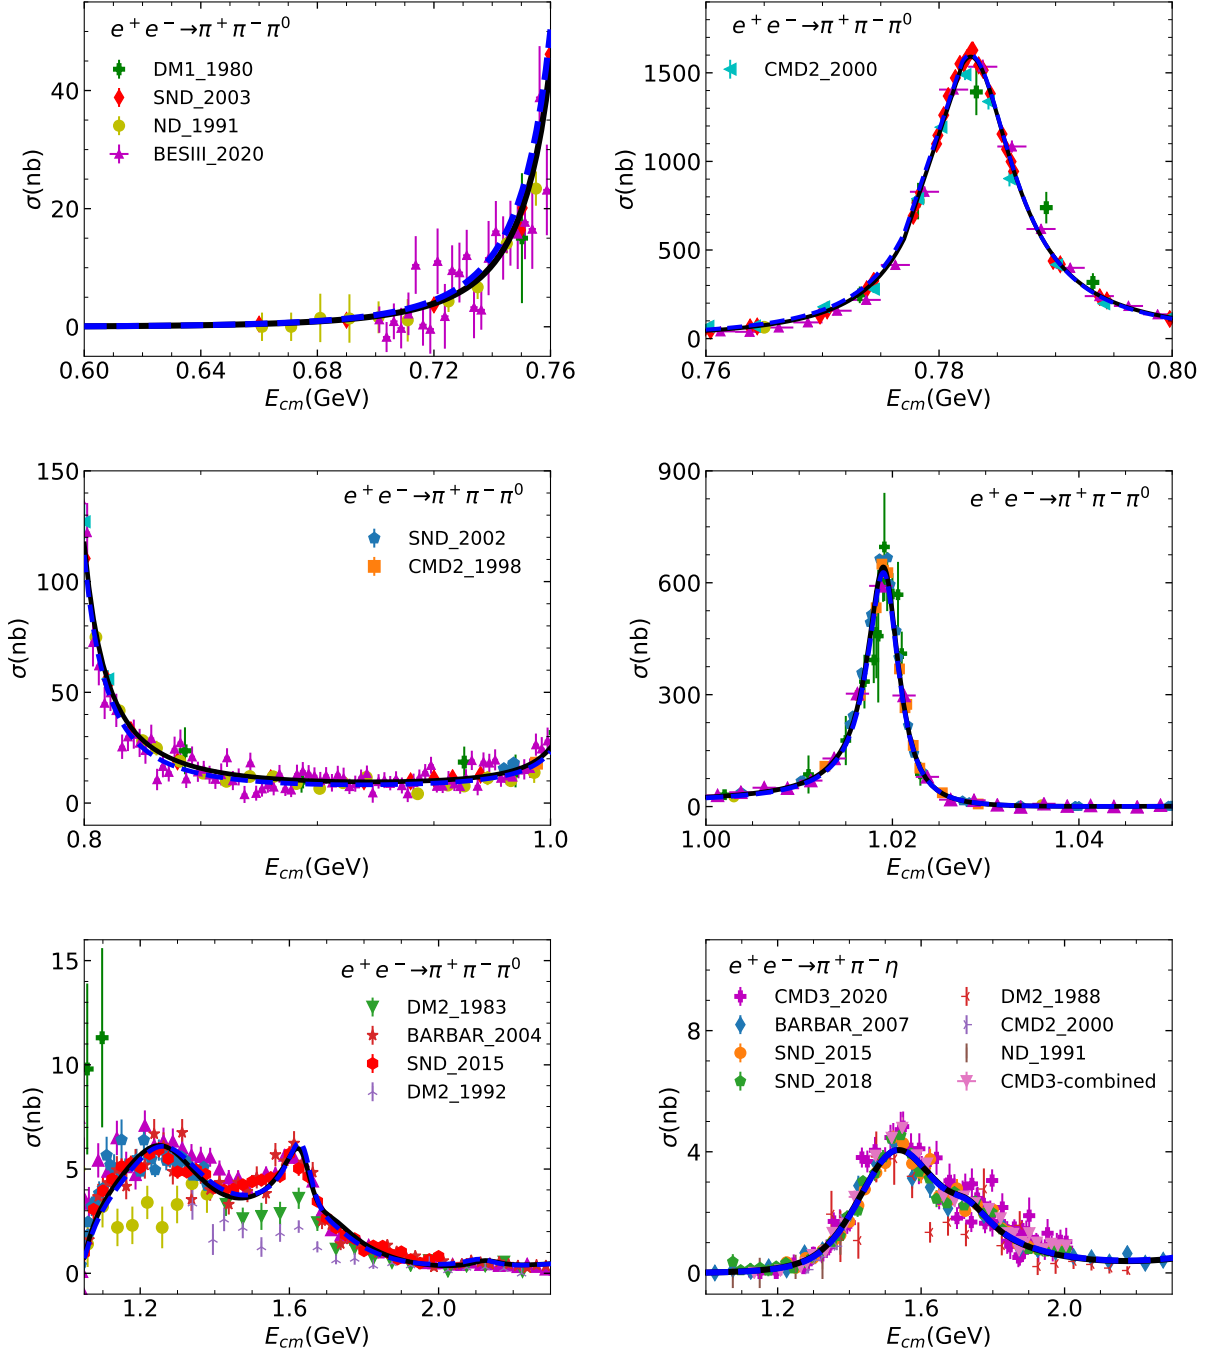 e⁺e⁻→π⁺π⁻π⁰
DM1_1980
SND_2003
ND_1991
BESIII_2020
σ(nb)
40
20
0
0.60 0.64 0.68 0.72 0.76
E_cm(GeV)
e⁺e⁻→π⁺π⁻π⁰
CMD2_2000
σ(nb)
1500
1000
500
0
0.76 0.78 0.80
E_cm(GeV)
e⁺e⁻→π⁺π⁻π⁰
SND_2002
CMD2_1998
σ(nb)
150
100
50
0
0.8 1.0
E_cm(GeV)
e⁺e⁻→π⁺π⁻π⁰
σ(nb)
900
600
300
0
1.00 1.02 1.04
E_cm(GeV)
e⁺e⁻→π⁺π⁻π⁰
DM2_1983
BARBAR_2004
SND_2015
DM2_1992
σ(nb)
15
10
5
0
1.2 1.6 2.0
E_cm(GeV)
e⁺e⁻→π⁺π⁻η
CMD3_2020 DM2_1988
BARBAR_2007 CMD2_2000
SND_2015 ND_1991
SND_2018 CMD3-combined
σ(nb)
8
4
0
1.2 1.6 2.0
E_cm(GeV)